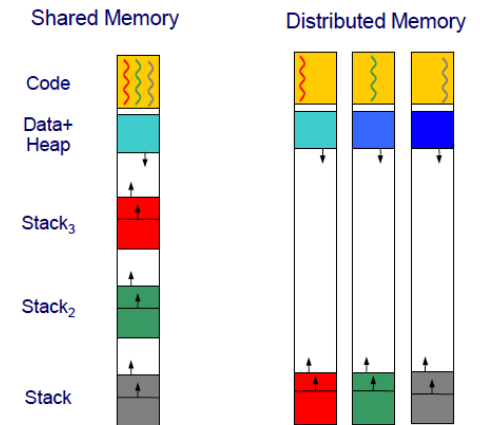 Shared Memory
Distributed Memory
Code
Data+
Heap
Stack₃
Stack₂
Stack